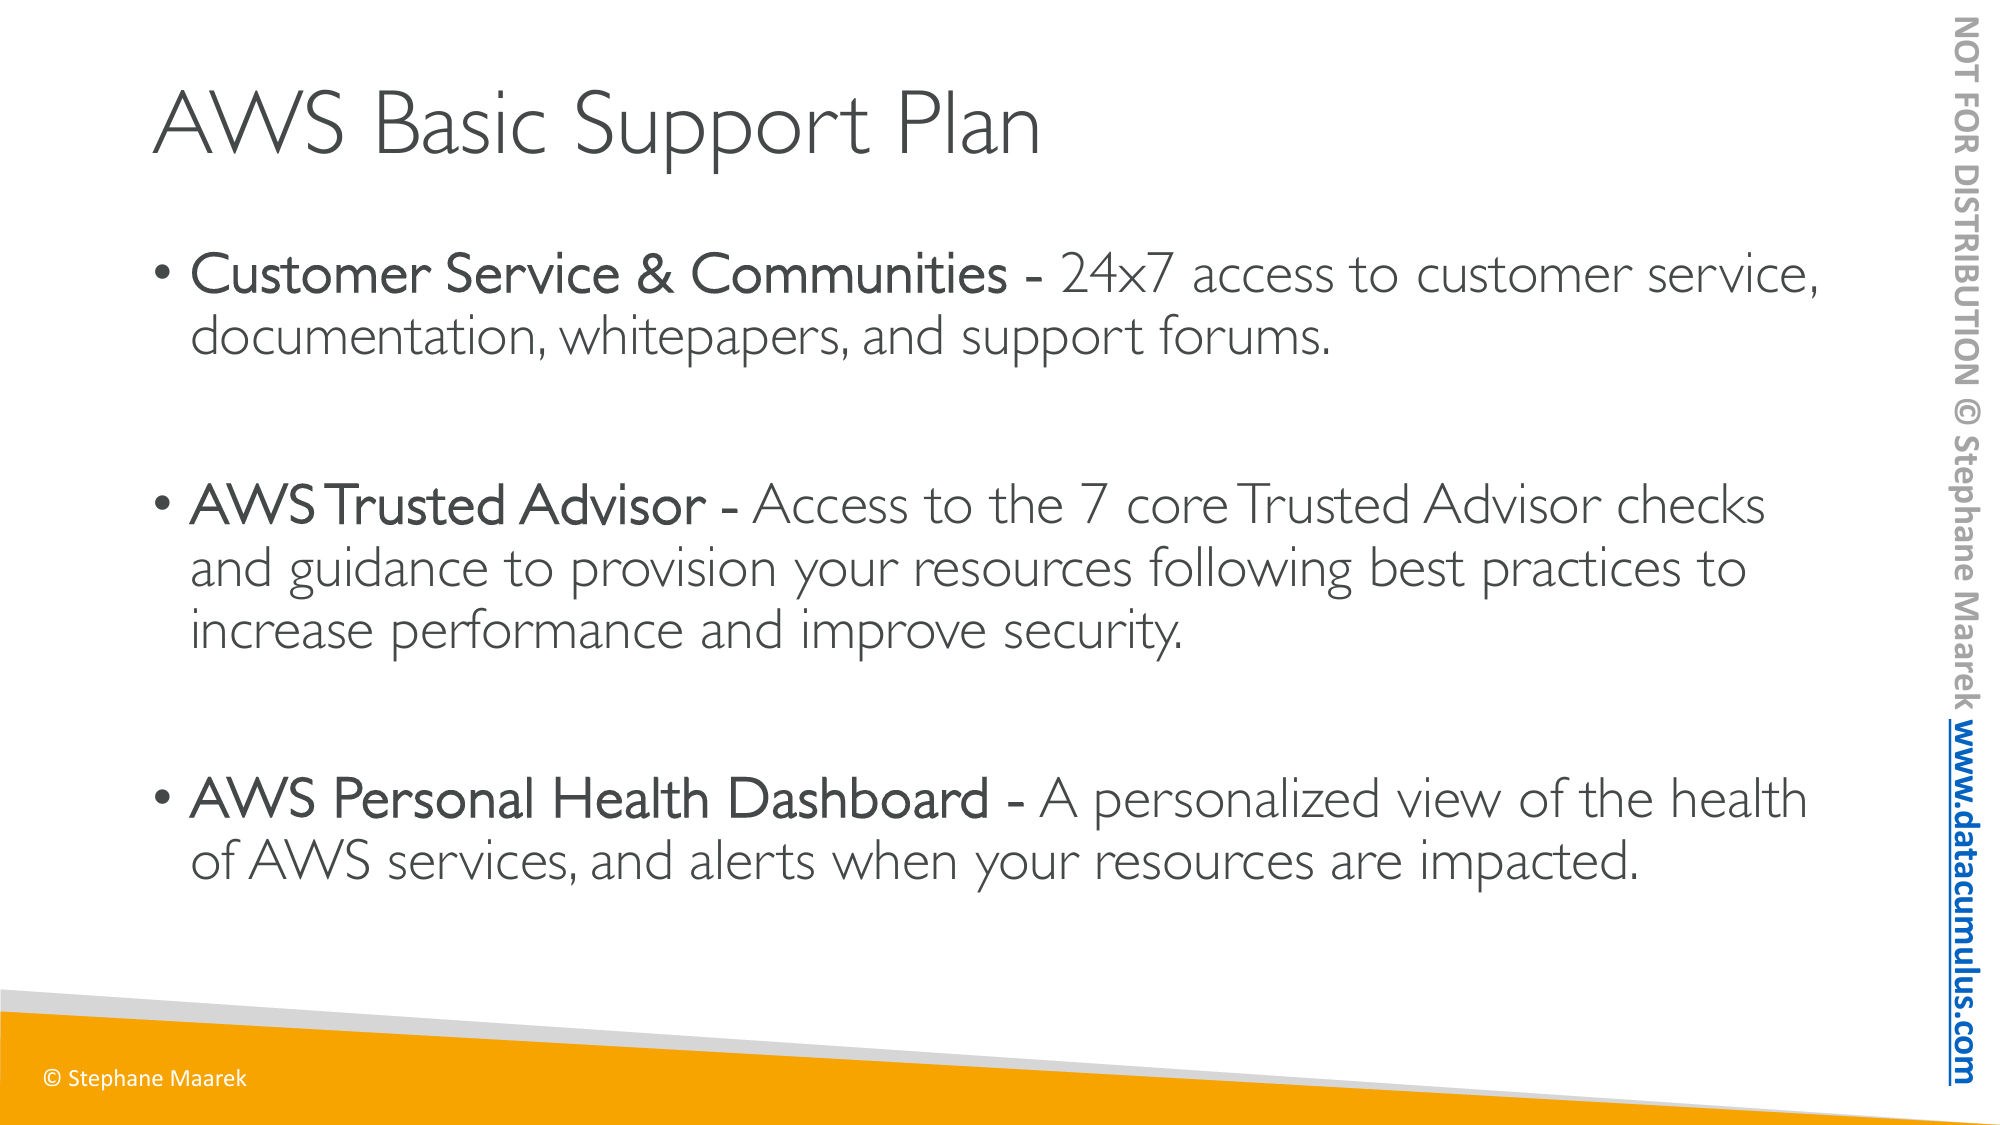 AWS Basic Support Plan
• Customer Service & Communities - 24x7 access to customer service,
documentation, whitepapers, and support forums.
• AWS Trusted Advisor - Access to the 7 core Trusted Advisor checks
and guidance to provision your resources following best practices to
increase performance and improve security.
• AWS Personal Health Dashboard - A personalized view of the health
of AWS services, and alerts when your resources are impacted.
© Stephane Maarek
NOT FOR DISTRIBUTION © Stephane Maarek www.datacumulus.com